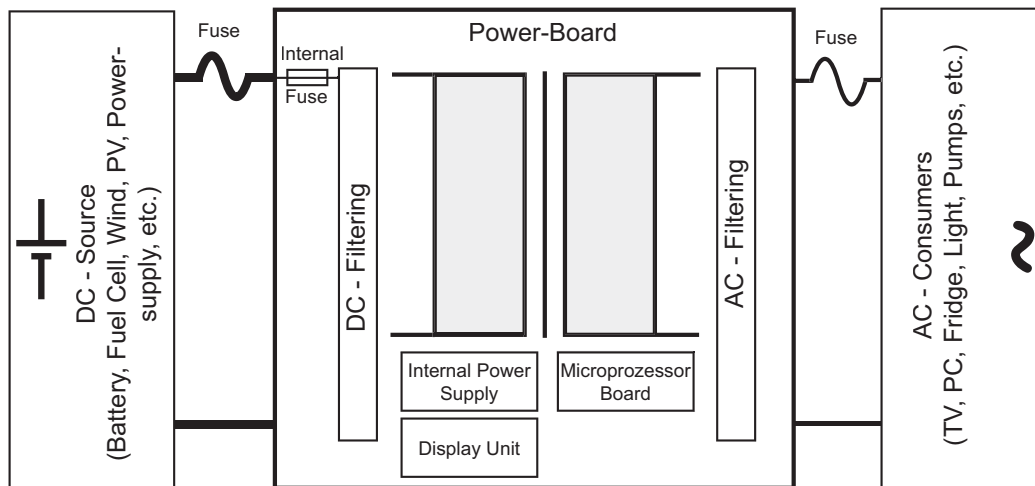 DC - Source
(Battery, Fuel Cell, Wind, PV, Power-
supply, etc.)
Fuse
Power-Board
Internal
Fuse
DC - Filtering
Internal Power
Supply
Microprozessor
Board
Display Unit
AC - Filtering
Fuse
AC - Consumers
(TV, PC, Fridge, Light, Pumps, etc.)